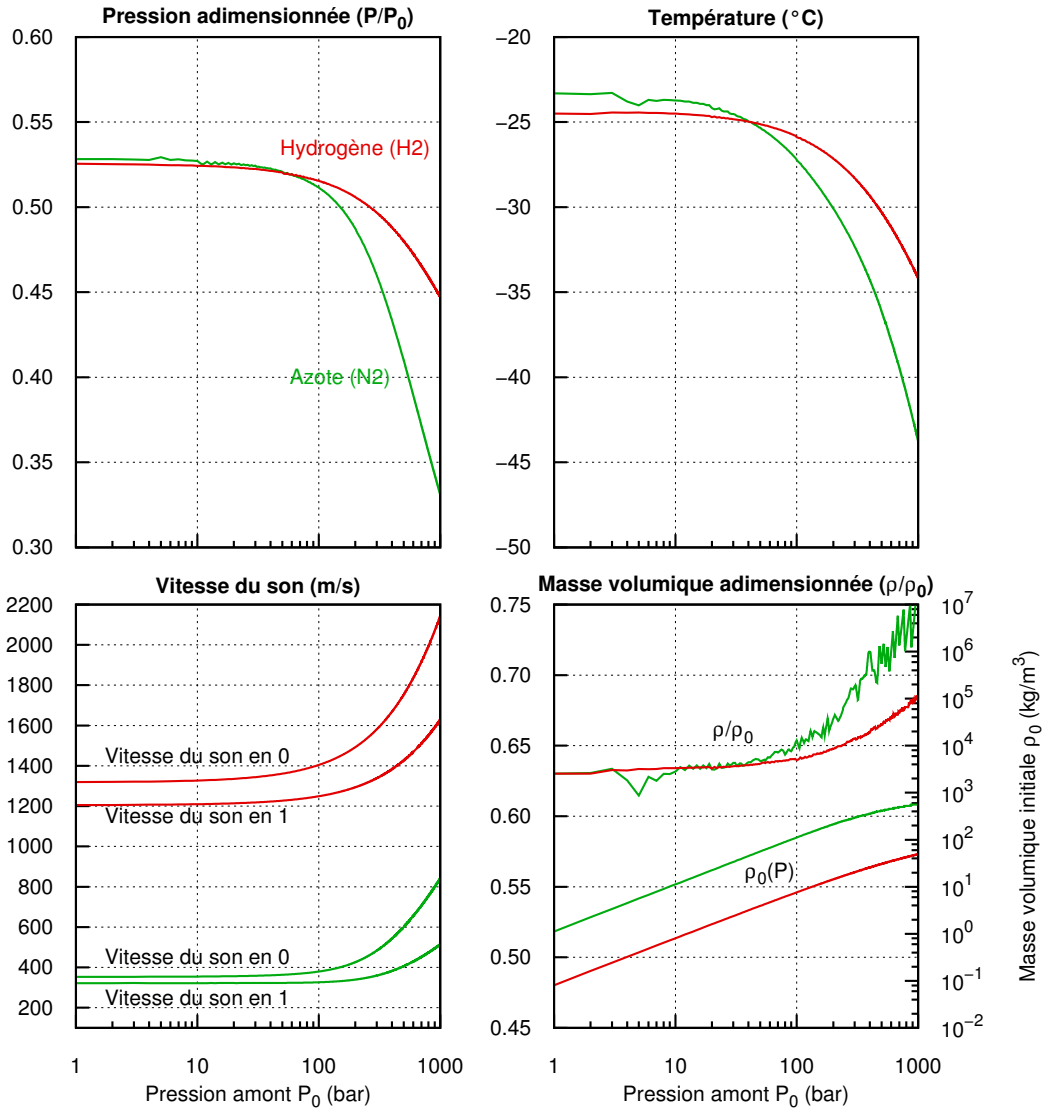 Pression adimensionnée (P/P0)
0.60
0.55
0.50
0.45
0.40
0.35
0.30
Hydrogène (H2)
Azote (N2)
Température (°C)
−20
−25
−30
−35
−40
−45
−50
Vitesse du son (m/s)
2200
2000
1800
1600
1400
1200
1000
800
600
400
200
Vitesse du son en 0
Vitesse du son en 1
Vitesse du son en 0
Vitesse du son en 1
1 10 100 1000
Pression amont P0 (bar)
Masse volumique adimensionnée (ρ/ρ0)
0.75
0.70
0.65
0.60
0.55
0.50
0.45
ρ/ρ0
ρ0(P)
10^7
10^6
10^5
10^4
10^3
10^2
10^1
10^0
10^−1
10^−2
Masse volumique initiale ρ0 (kg/m^3)
1 10 100 1000
Pression amont P0 (bar)